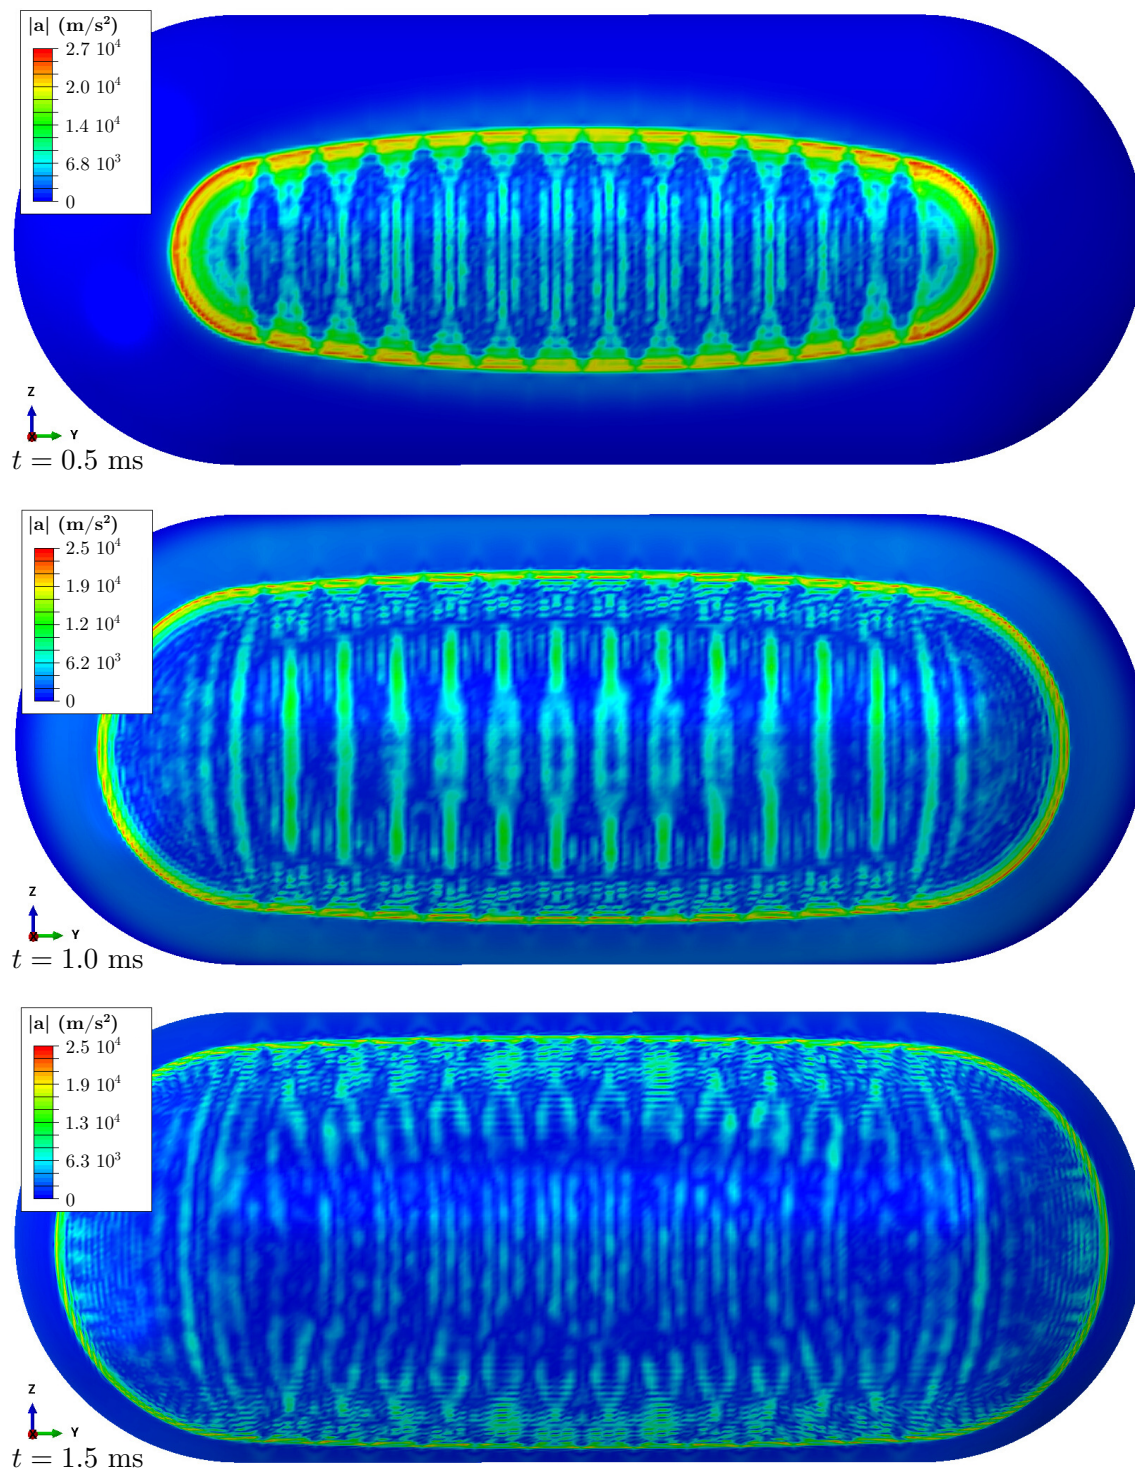 |a| (m/s²)
2.7 10⁴
2.0 10⁴
1.4 10⁴
6.8 10³
0
Z
X Y
t = 0.5 ms
|a| (m/s²)
2.5 10⁴
1.9 10⁴
1.2 10⁴
6.2 10³
0
Z
X Y
t = 1.0 ms
|a| (m/s²)
2.5 10⁴
1.9 10⁴
1.3 10⁴
6.3 10³
0
Z
X Y
t = 1.5 ms